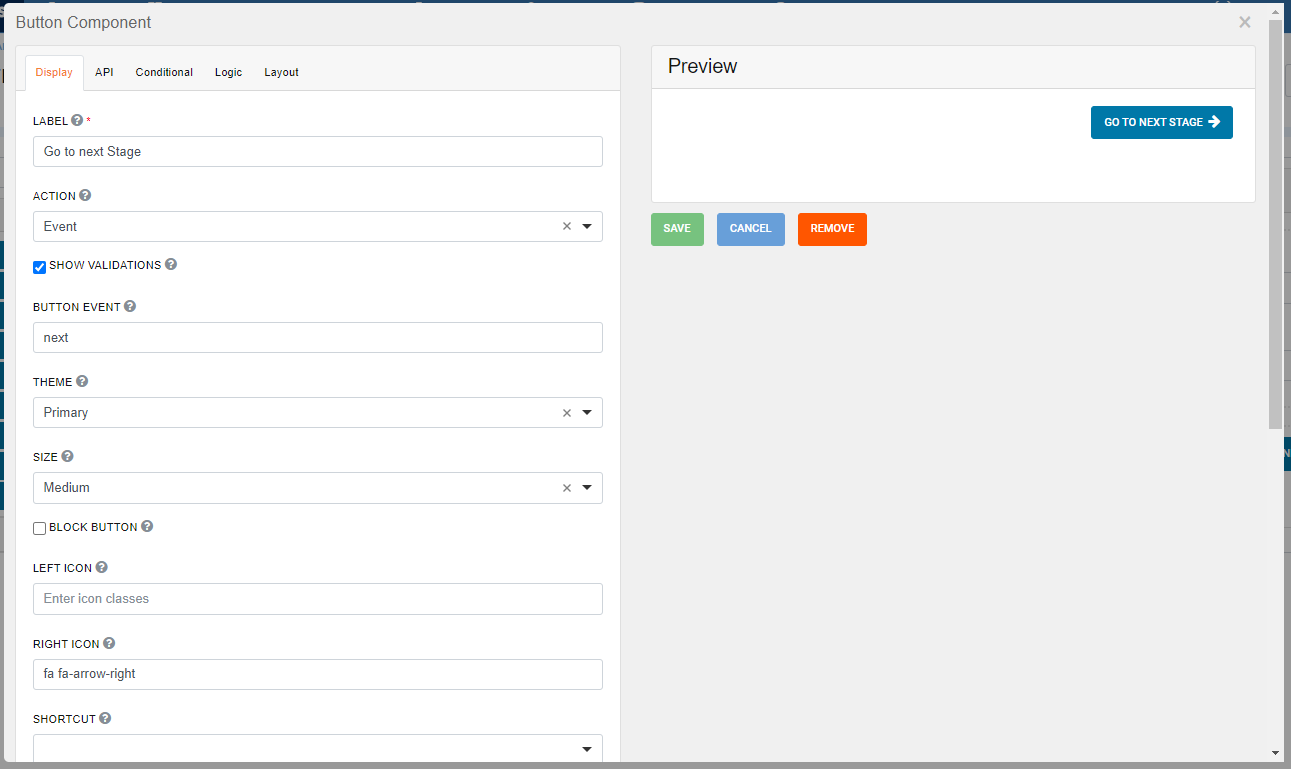 Button Component
×
Display API Conditional Logic Layout
LABEL *
Go to next Stage
ACTION
Event ×
SHOW VALIDATIONS
BUTTON EVENT
next
THEME
Primary ×
SIZE
Medium ×
BLOCK BUTTON
LEFT ICON
Enter icon classes
RIGHT ICON
fa fa-arrow-right
SHORTCUT
Preview
GO TO NEXT STAGE
SAVE CANCEL REMOVE